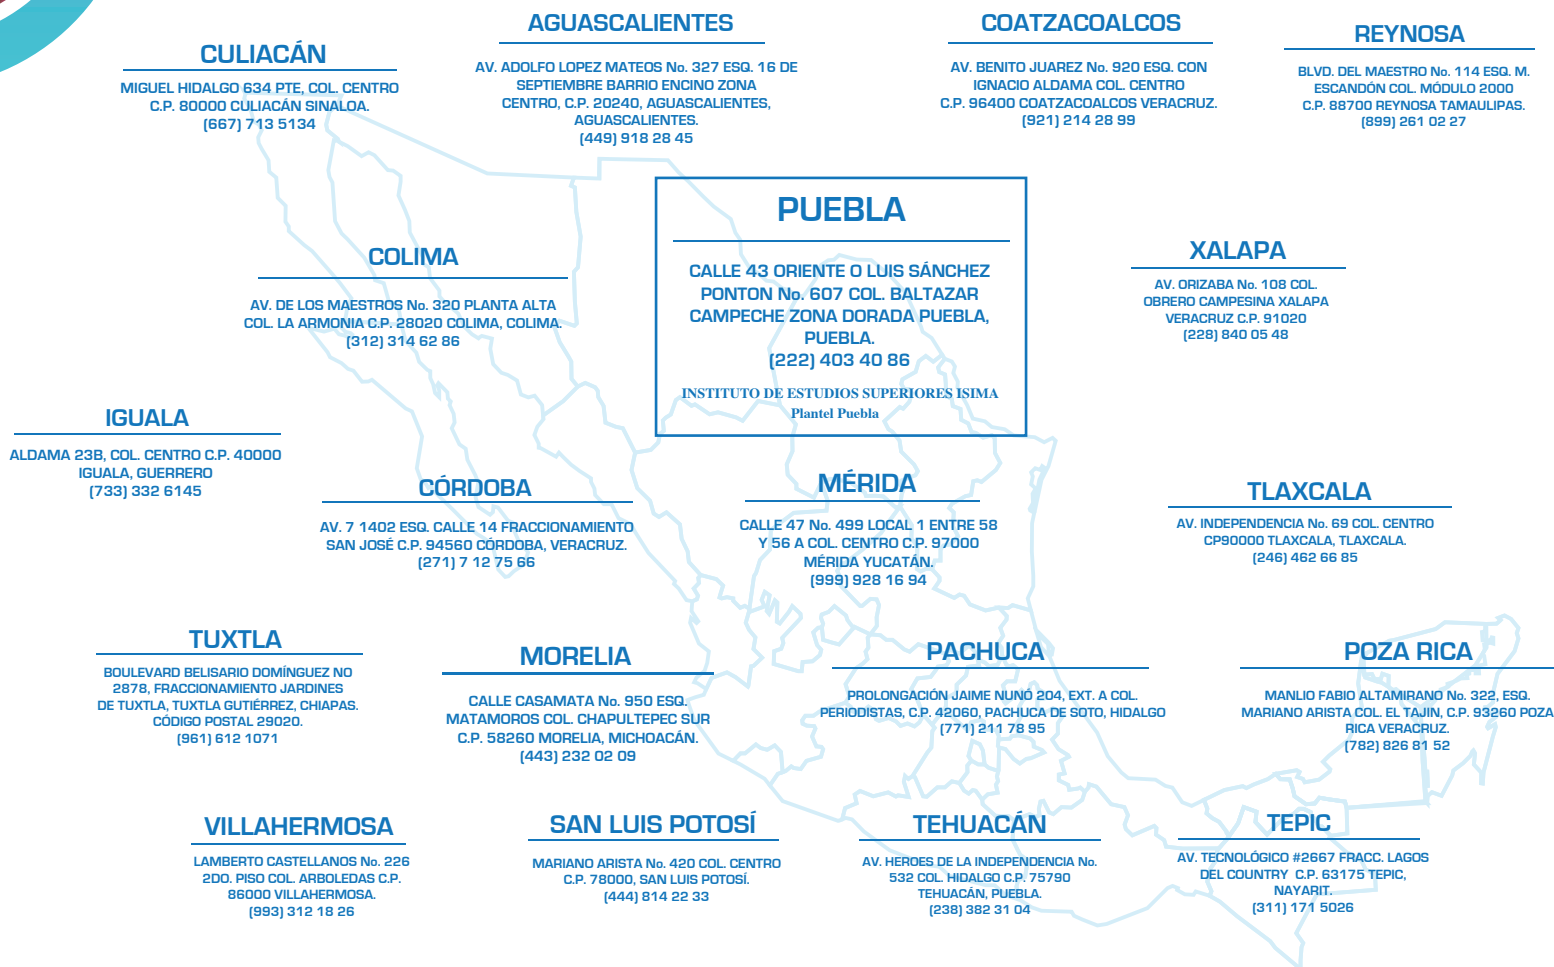 CULIACÁN
MIGUEL HIDALGO 634 PTE, COL. CENTRO
C.P. 80000 CULIACÁN SINALOA.
(667) 713 5134
AGUASCALIENTES
AV. ADOLFO LOPEZ MATEOS No. 327 ESQ. 16 DE
SEPTIEMBRE BARRIO ENCINO ZONA
CENTRO, C.P. 20240, AGUASCALIENTES,
AGUASCALIENTES.
(449) 918 28 45
COATZACOALCOS
AV. BENITO JUAREZ No. 920 ESQ. CON
IGNACIO ALDAMA COL. CENTRO
C.P. 96400 COATZACOALCOS VERACRUZ.
(921) 214 28 99
REYNOSA
BLVD. DEL MAESTRO No. 114 ESQ. M.
ESCANDÓN COL. MÓDULO 2000
C.P. 88700 REYNOSA TAMAULIPAS.
(899) 261 02 27
COLIMA
AV. DE LOS MAESTROS No. 320 PLANTA ALTA
COL. LA ARMONIA C.P. 28020 COLIMA, COLIMA.
(312) 314 62 86
PUEBLA
CALLE 43 ORIENTE O LUIS SÁNCHEZ
PONTON No. 607 COL. BALTAZAR
CAMPECHE ZONA DORADA PUEBLA,
PUEBLA.
(222) 403 40 86
INSTITUTO DE ESTUDIOS SUPERIORES ISIMA
Plantel Puebla
XALAPA
AV. ORIZABA No. 108 COL.
OBRERO CAMPESINA XALAPA
VERACRUZ C.P. 91020
(228) 840 05 48
IGUALA
ALDAMA 23B, COL. CENTRO C.P. 40000
IGUALA, GUERRERO
(733) 332 6145
CÓRDOBA
AV. 7 1402 ESQ. CALLE 14 FRACCIONAMIENTO
SAN JOSÉ C.P. 94560 CÓRDOBA, VERACRUZ.
(271) 7 12 75 66
MÉRIDA
CALLE 47 No. 499 LOCAL 1 ENTRE 58
Y 56 A COL. CENTRO C.P. 97000
MÉRIDA YUCATÁN.
(999) 928 16 94
TLAXCALA
AV. INDEPENDENCIA No. 69 COL. CENTRO
CP90000 TLAXCALA, TLAXCALA.
(246) 462 66 85
TUXTLA
BOULEVARD BELISARIO DOMÍNGUEZ NO
2878, FRACCIONAMIENTO JARDINES
DE TUXTLA, TUXTLA GUTIÉRREZ, CHIAPAS.
CÓDIGO POSTAL 29020.
(961) 612 1071
MORELIA
CALLE CASAMATA No. 950 ESQ.
MATAMOROS COL. CHAPULTEPEC SUR
C.P. 58260 MORELIA, MICHOACÁN.
(443) 232 02 09
PACHUCA
PROLONGACIÓN JAIME NUNÓ 204, EXT. A COL.
PERIODISTAS, C.P. 42060, PACHUCA DE SOTO, HIDALGO
(771) 211 78 95
POZA RICA
MANLIO FABIO ALTAMIRANO No. 322, ESQ.
MARIANO ARISTA COL. EL TAJIN, C.P. 93260 POZA
RICA VERACRUZ.
(782) 826 81 52
VILLAHERMOSA
LAMBERTO CASTELLANOS No. 226
2DO. PISO COL. ARBOLEDAS C.P.
86000 VILLAHERMOSA.
(993) 312 18 26
SAN LUIS POTOSÍ
MARIANO ARISTA No. 420 COL. CENTRO
C.P. 78000, SAN LUIS POTOSÍ.
(444) 814 22 33
TEHUACÁN
AV. HEROES DE LA INDEPENDENCIA No.
532 COL. HIDALGO C.P. 75790
TEHUACÁN, PUEBLA.
(238) 382 31 04
TEPIC
AV. TECNOLÓGICO #2667 FRACC. LAGOS
DEL COUNTRY C.P. 63175 TEPIC,
NAYARIT.
(311) 171 5026